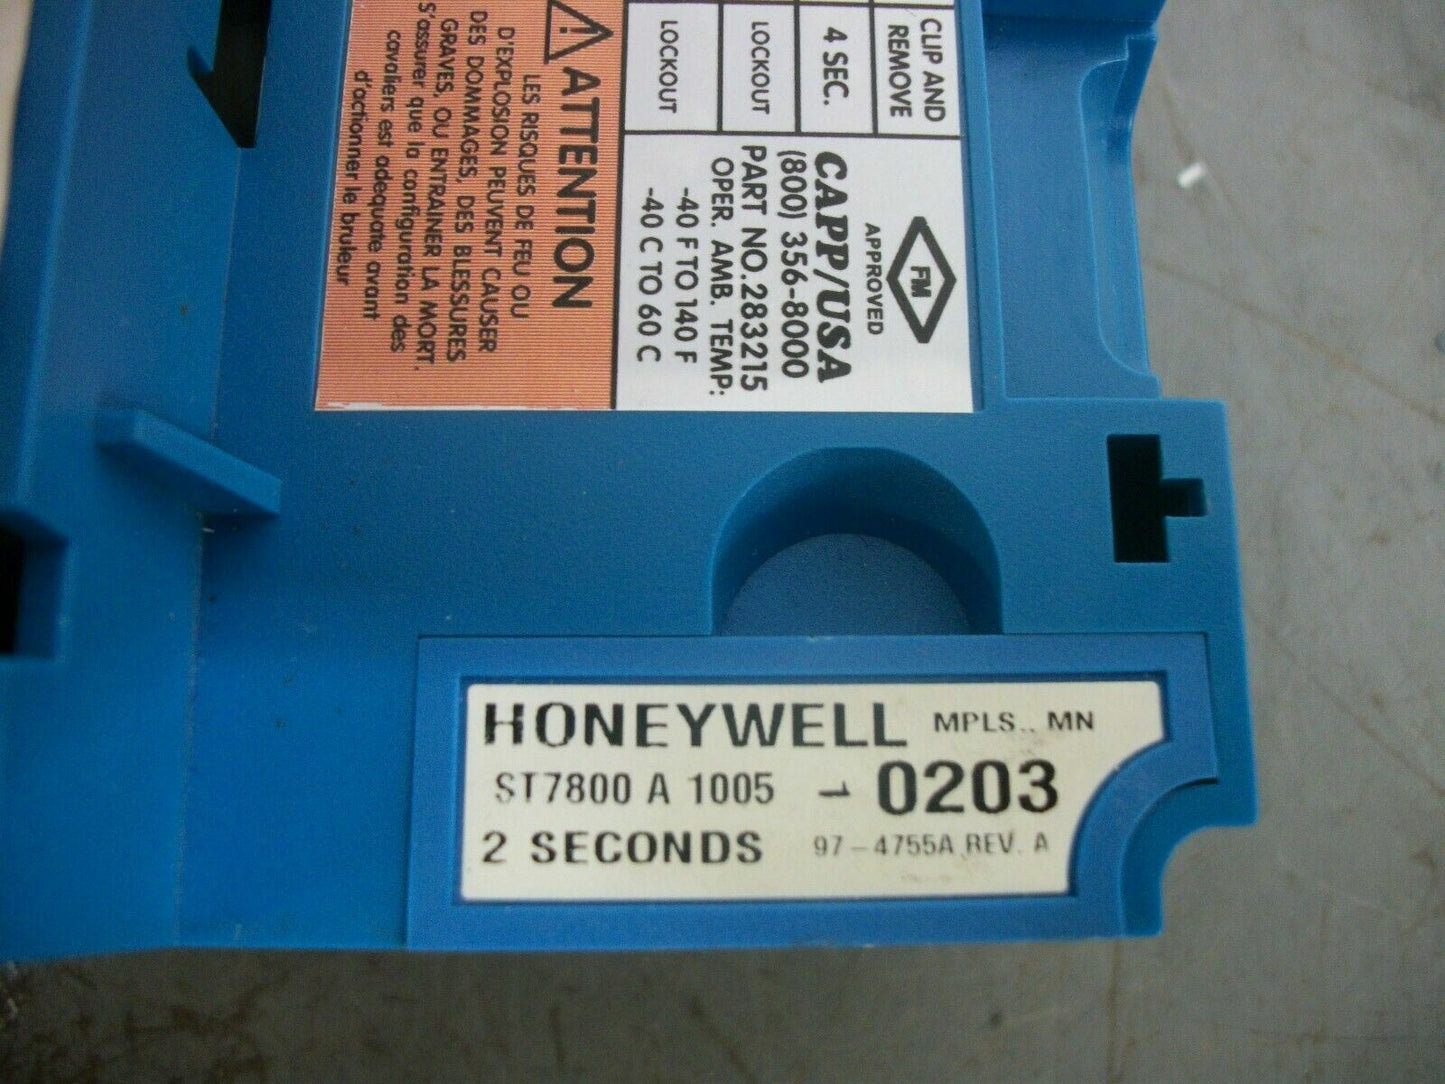 CLIP AND
REMOVE
4 SEC.
LOCKOUT
LOCKOUT
FM
APPROVED
CAPP/USA
(800) 356-8000
PART NO.283215
OPER. AMB. TEMP:
-40 F TO 140 F
-40 C TO 60 C
ATTENTION
LES RISQUES DE FEU OU
D'EXPLOSION PEUVENT CAUSER
DES DOMMAGES, DES BLESSURES
GRAVES, OU ENTRAINER LA MORT.
S'assurer que la configuration des
cavaliers est adequate avant
d'actionner le bruleur
HONEYWELL MPLS., MN
ST7800 A 1005 - 1 0203
2 SECONDS 97-4755A REV. A